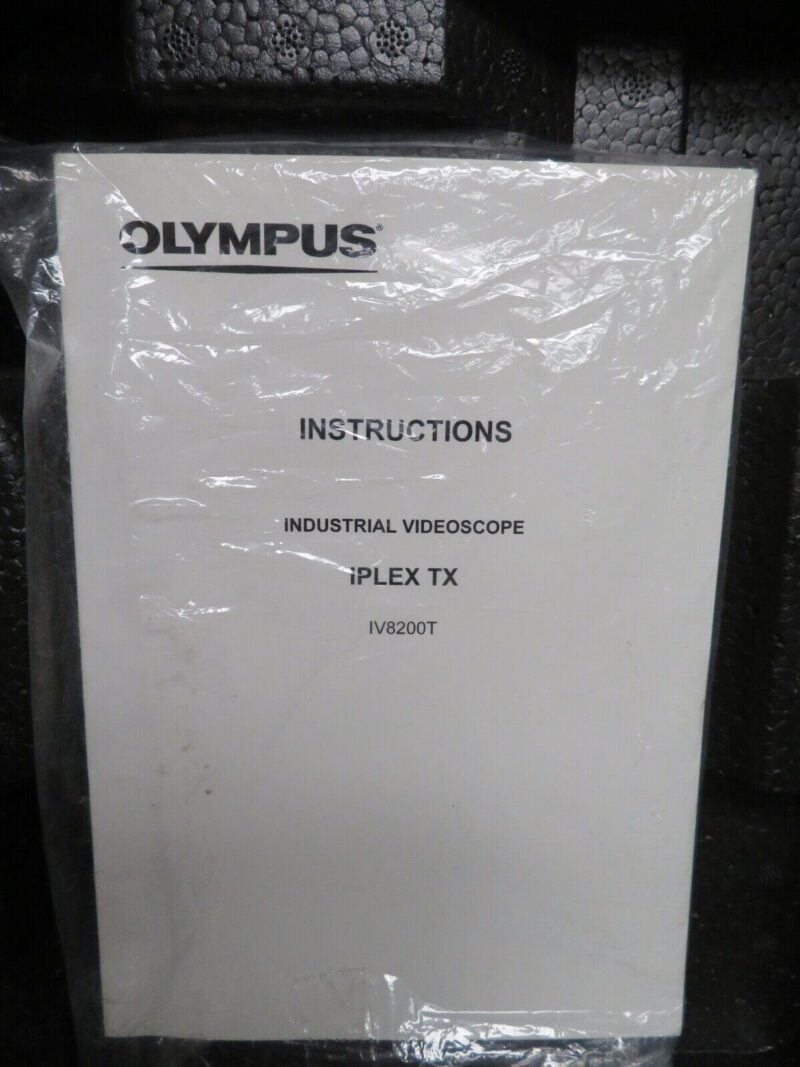 OLYMPUS®
INSTRUCTIONS
INDUSTRIAL VIDEOSCOPE
IPLEX TX
IV8200T